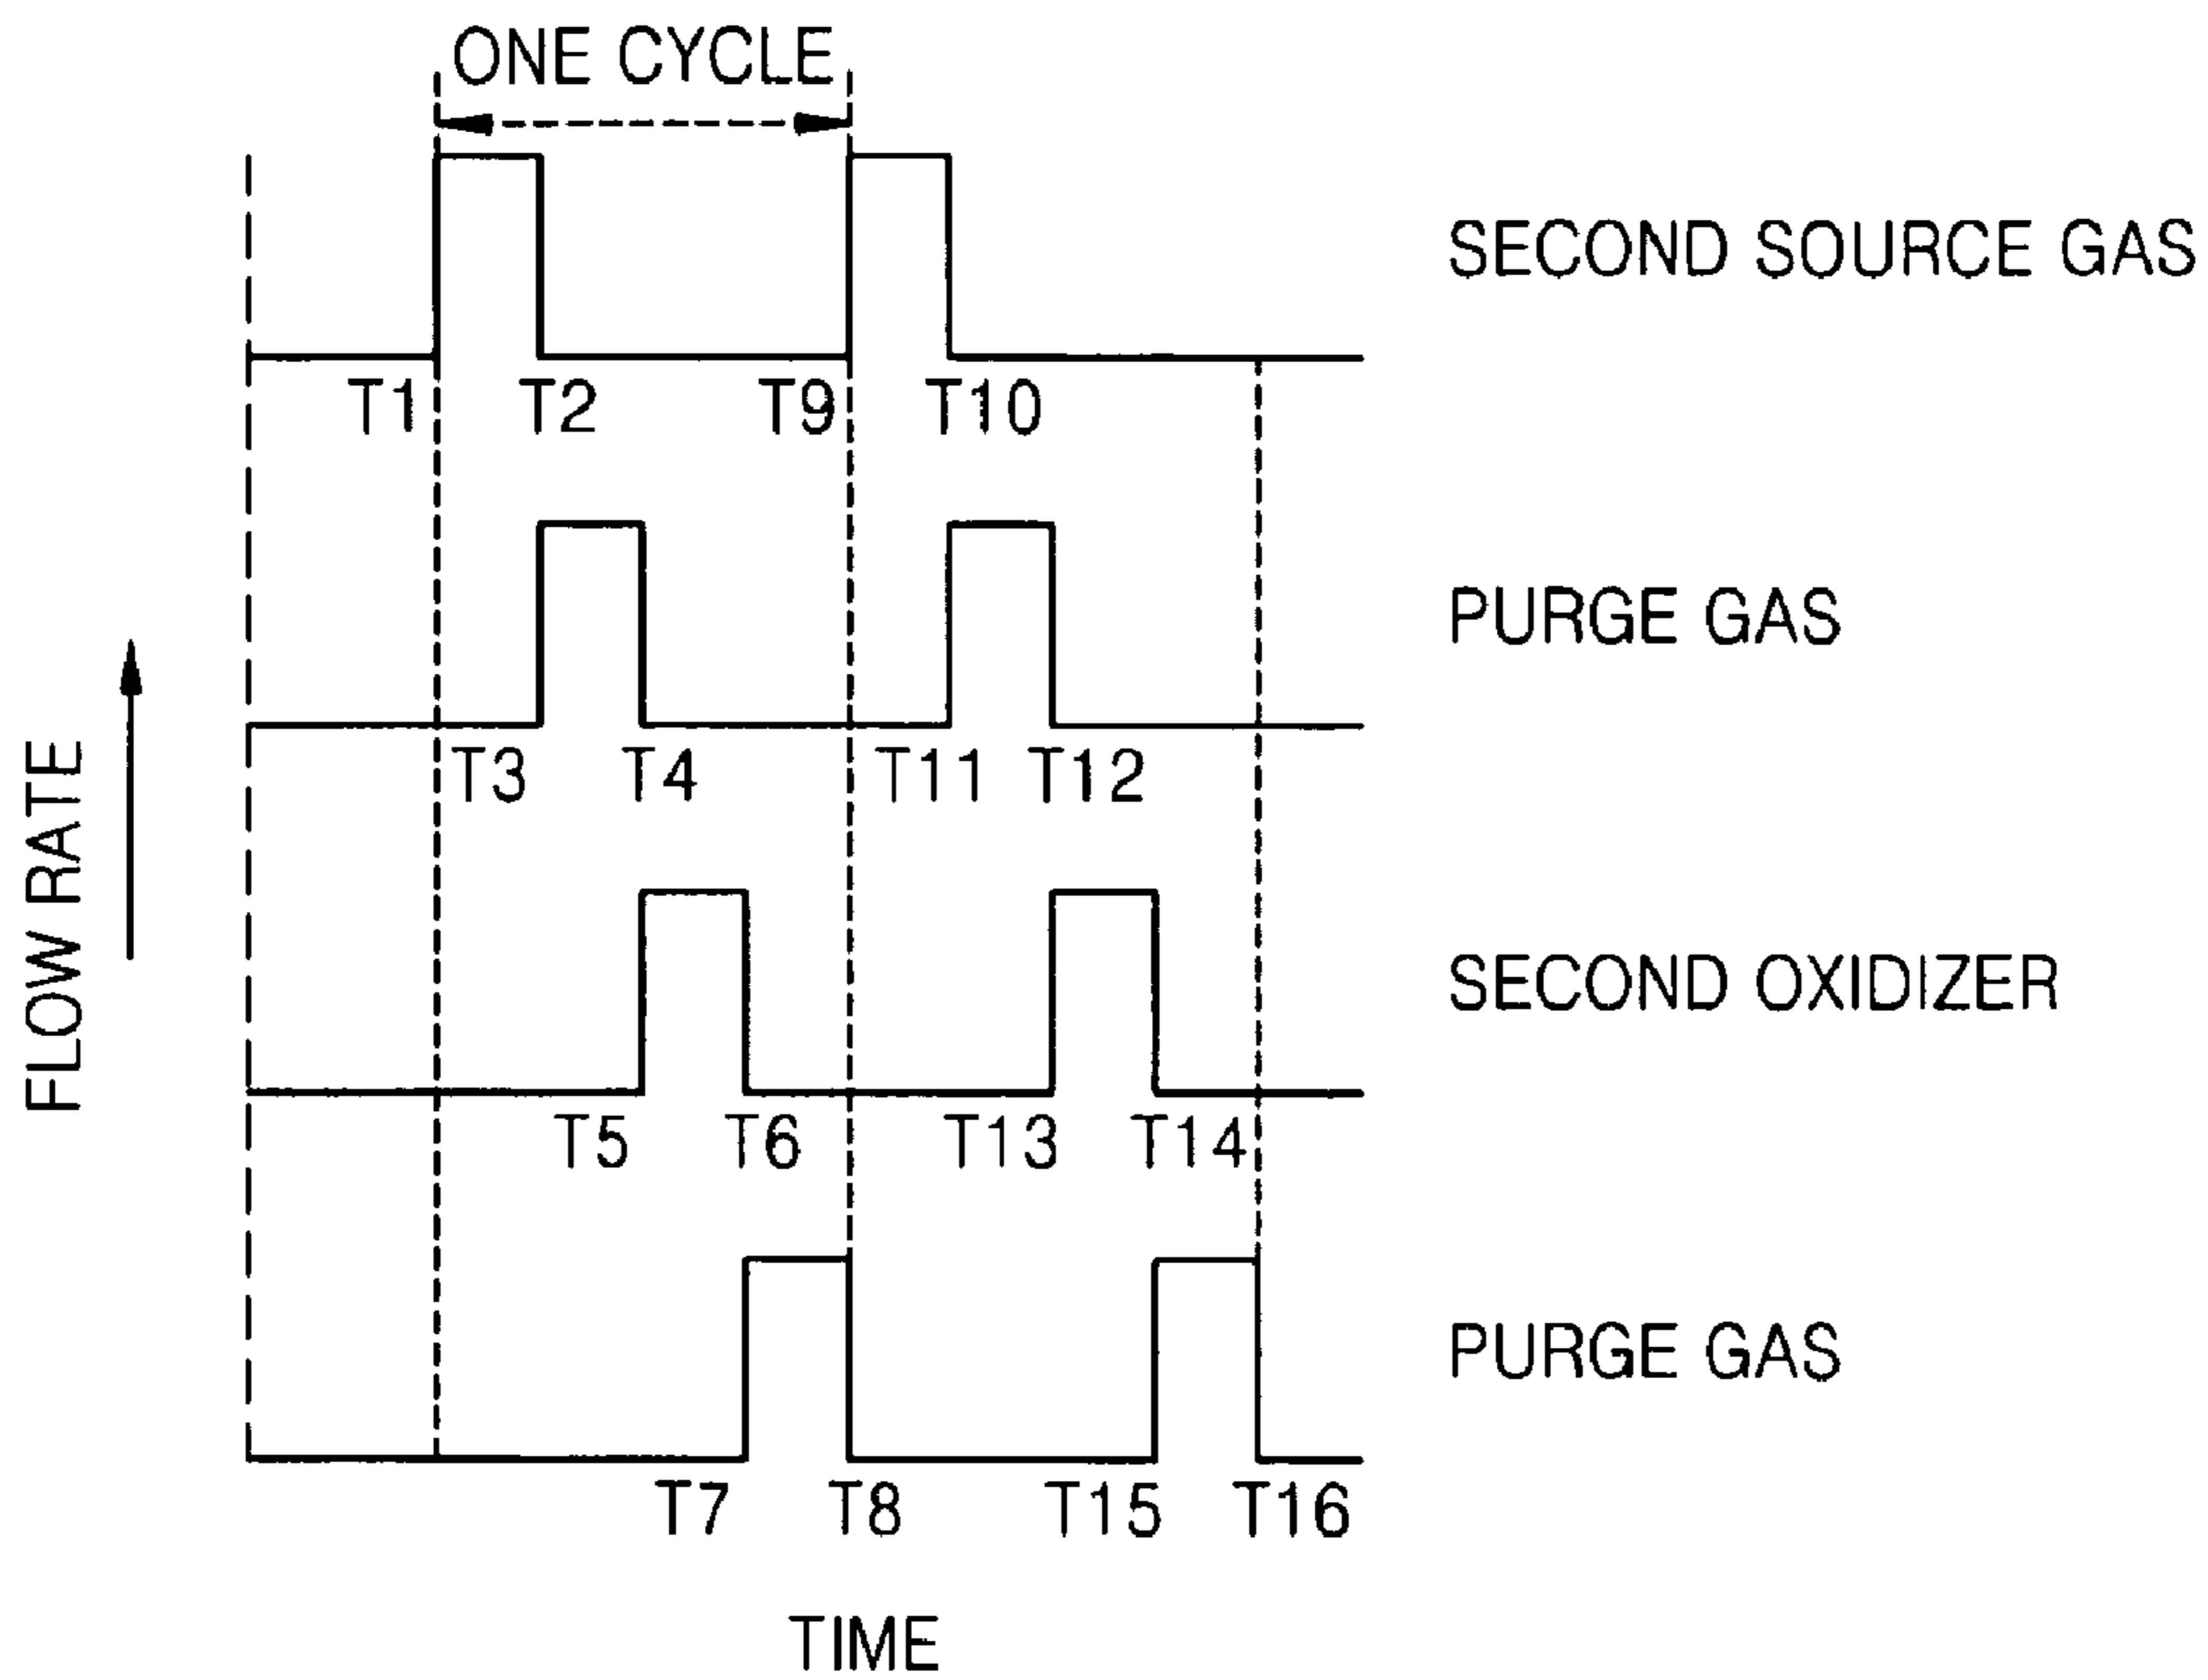 ONE CYCLE
SECOND SOURCE GAS
T1 T2 T9 T10
PURGE GAS
T3 T4 T11 T12
FLOW RATE
SECOND OXIDIZER
T5 T6 T13 T14
PURGE GAS
T7 T8 T15 T16
TIME